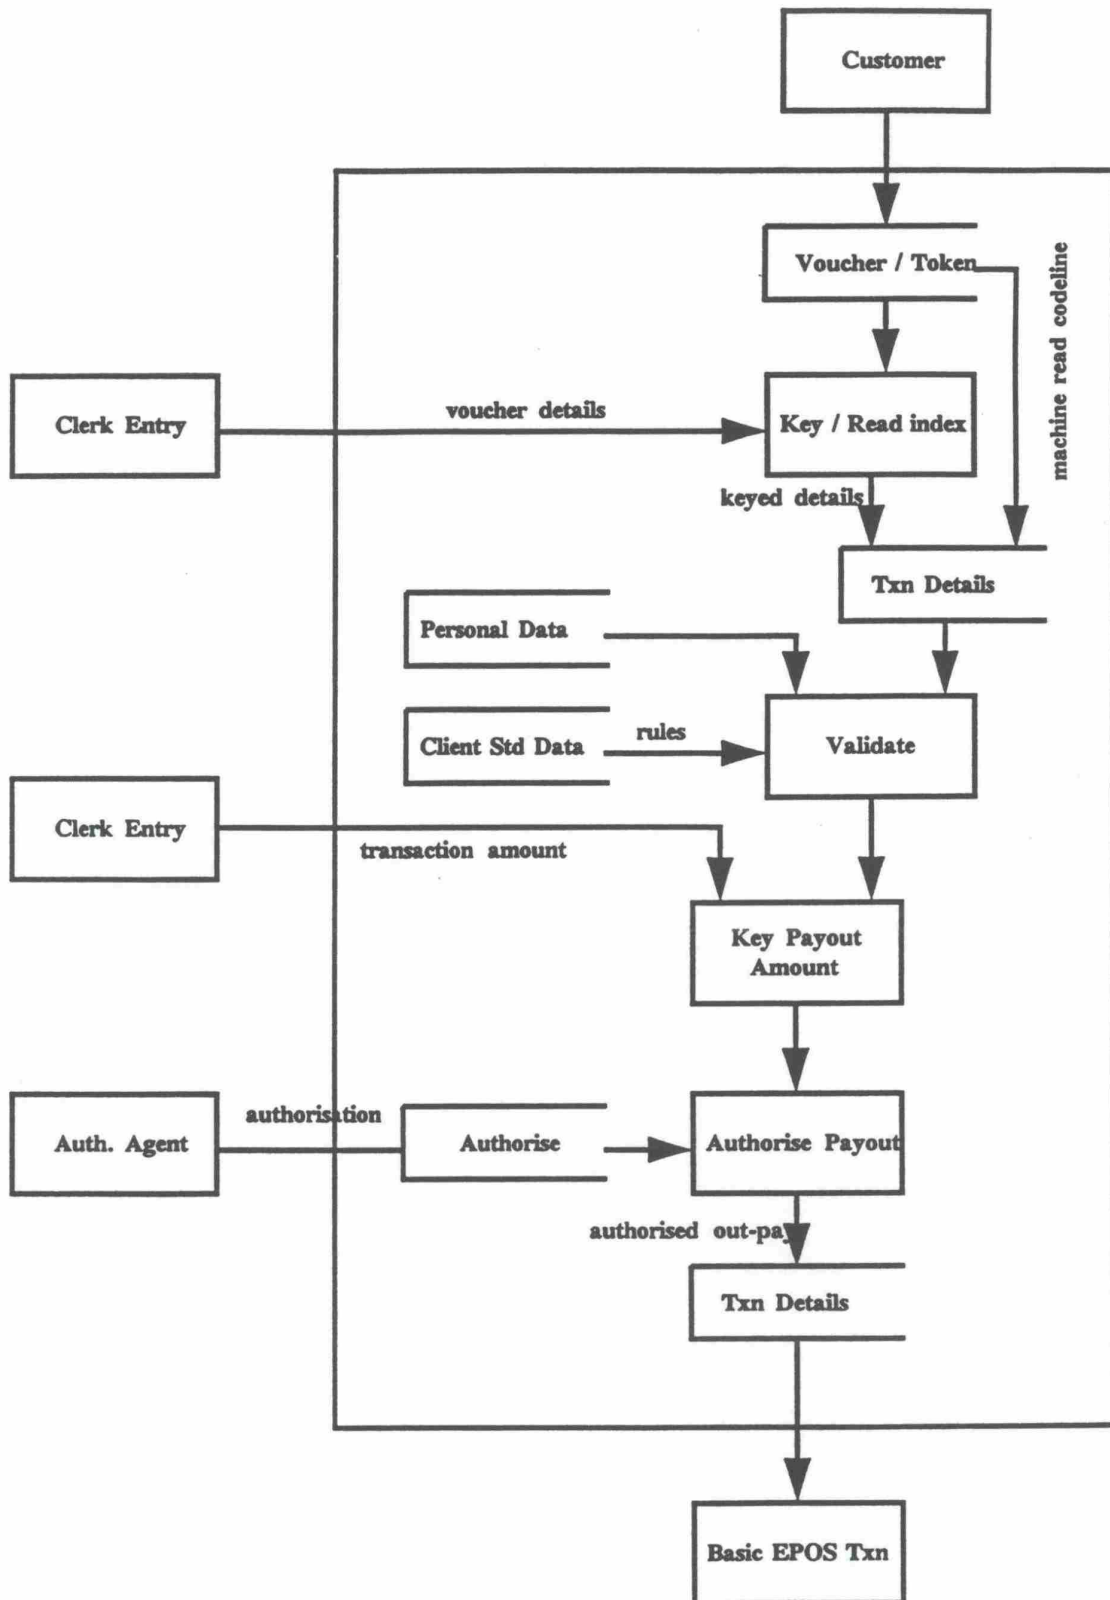 Customer
Voucher / Token
machine read codeline
Clerk Entry
voucher details
Key / Read index
keyed details
Txn Details
Personal Data
Client Std Data
rules
Validate
Clerk Entry
transaction amount
Key Payout
Amount
Auth. Agent
authorisation
Authorise
Authorise Payout
authorised out-pay
Txn Details
Basic EPOS Txn